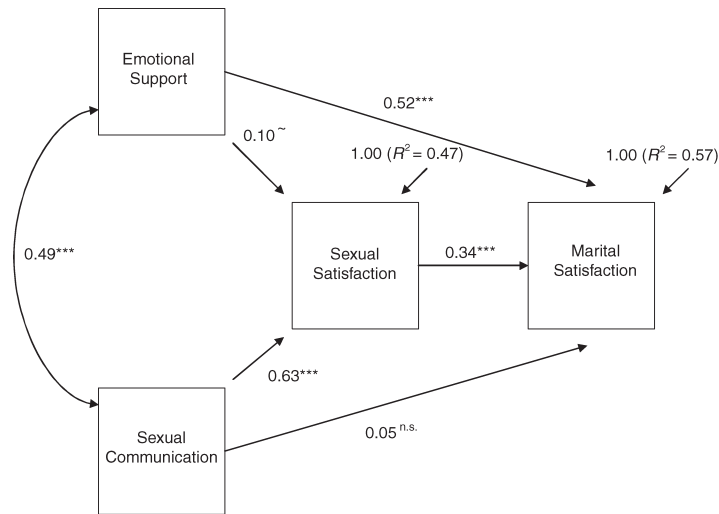 Emotional
Support
0.52***
0.10~
1.00 (R² = 0.47)
1.00 (R² = 0.57)
0.49***
Sexual
Satisfaction
0.34***
Marital
Satisfaction
0.63***
Sexual
Communication
0.05 n.s.